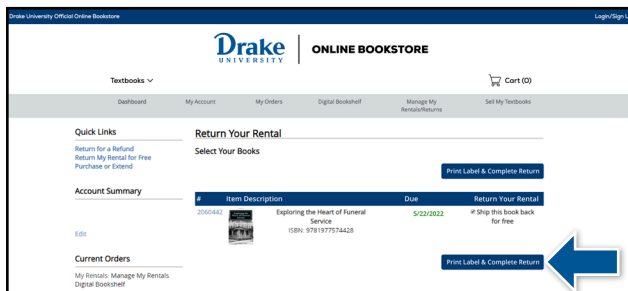 Drake University Official Online Bookstore
Login/Sign U
Drake
UNIVERSITY
ONLINE BOOKSTORE
Textbooks
Cart (0)
Dashboard
My Account
My Orders
Digital Bookshelf
Manage My
Rentals/Returns
Sell My Textbooks
Quick Links
Return for a Refund
Return My Rental for Free
Purchase or Extend
Account Summary
Edit
Current Orders
My Rentals: Manage My Rentals
Digital Bookshelf
Return Your Rental
Select Your Books
Print Label & Complete Return
# Item Description Due Return Your Rental
2060442
Exploring the Heart of Funeral
Service
ISBN: 9781977574428
5/22/2022
Ship this book back
for free
Print Label & Complete Return